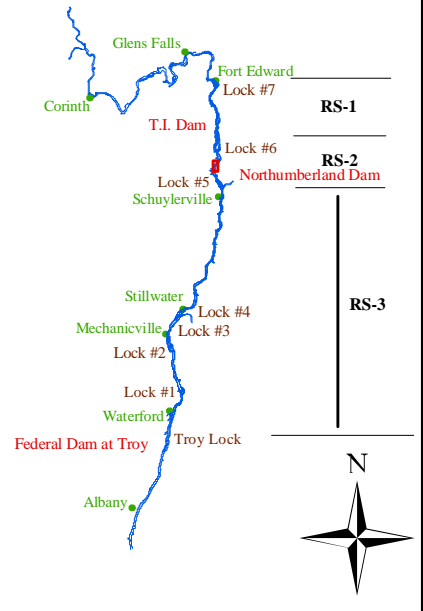 Glens Falls
Fort Edward
Corinth
Lock #7
RS-1
T.I. Dam
Lock #6
RS-2
Northumberland Dam
Lock #5
Schuylerville
Stillwater
RS-3
Lock #4
Mechanicville
Lock #3
Lock #2
Lock #1
Waterford
Federal Dam at Troy
Troy Lock
N
Albany